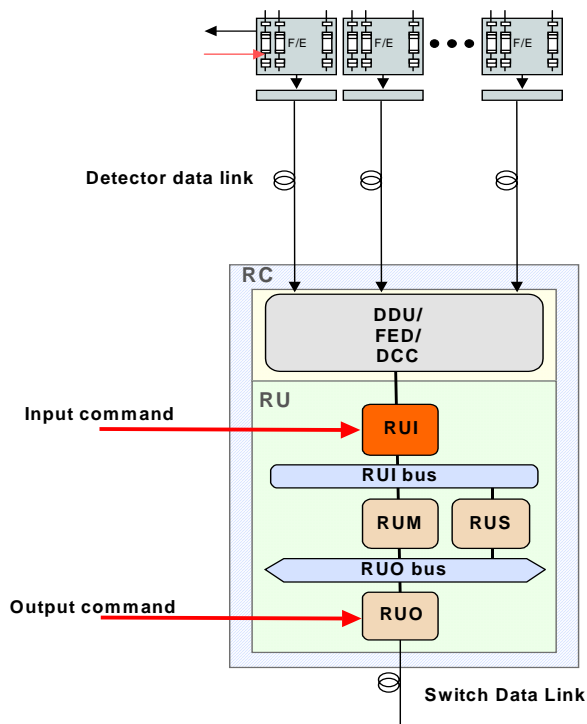 F/E
F/E
F/E
Detector data link
RC
DDU/
FED/
DCC
RU
Input command
RUI
RUI bus
RUM
RUS
RUO bus
Output command
RUO
Switch Data Link